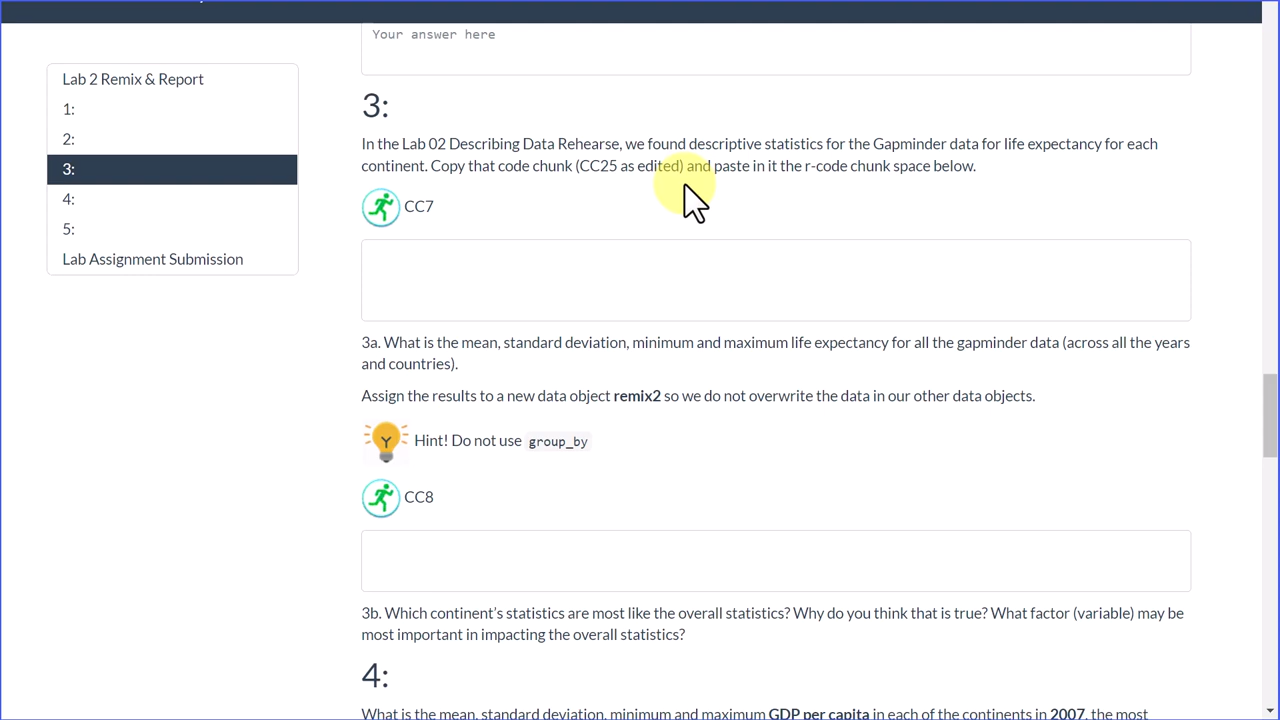 Your answer here
Lab 2 Remix & Report
1:
2:
3:
4:
5:
Lab Assignment Submission
3:
In the Lab 02 Describing Data Rehearse, we found descriptive statistics for the Gapminder data for life expectancy for each
continent. Copy that code chunk (CC25 as edited) and paste in it the r-code chunk space below.
CC7
3a. What is the mean, standard deviation, minimum and maximum life expectancy for all the gapminder data (across all the years
and countries).
Assign the results to a new data object remix2 so we do not overwrite the data in our other data objects.
Hint! Do not use group_by
CC8
3b. Which continent's statistics are most like the overall statistics? Why do you think that is true? What factor (variable) may be
most important in impacting the overall statistics?
4:
What is the mean, standard deviation, minimum and maximum GDP per capita in each of the continents in 2007, the most